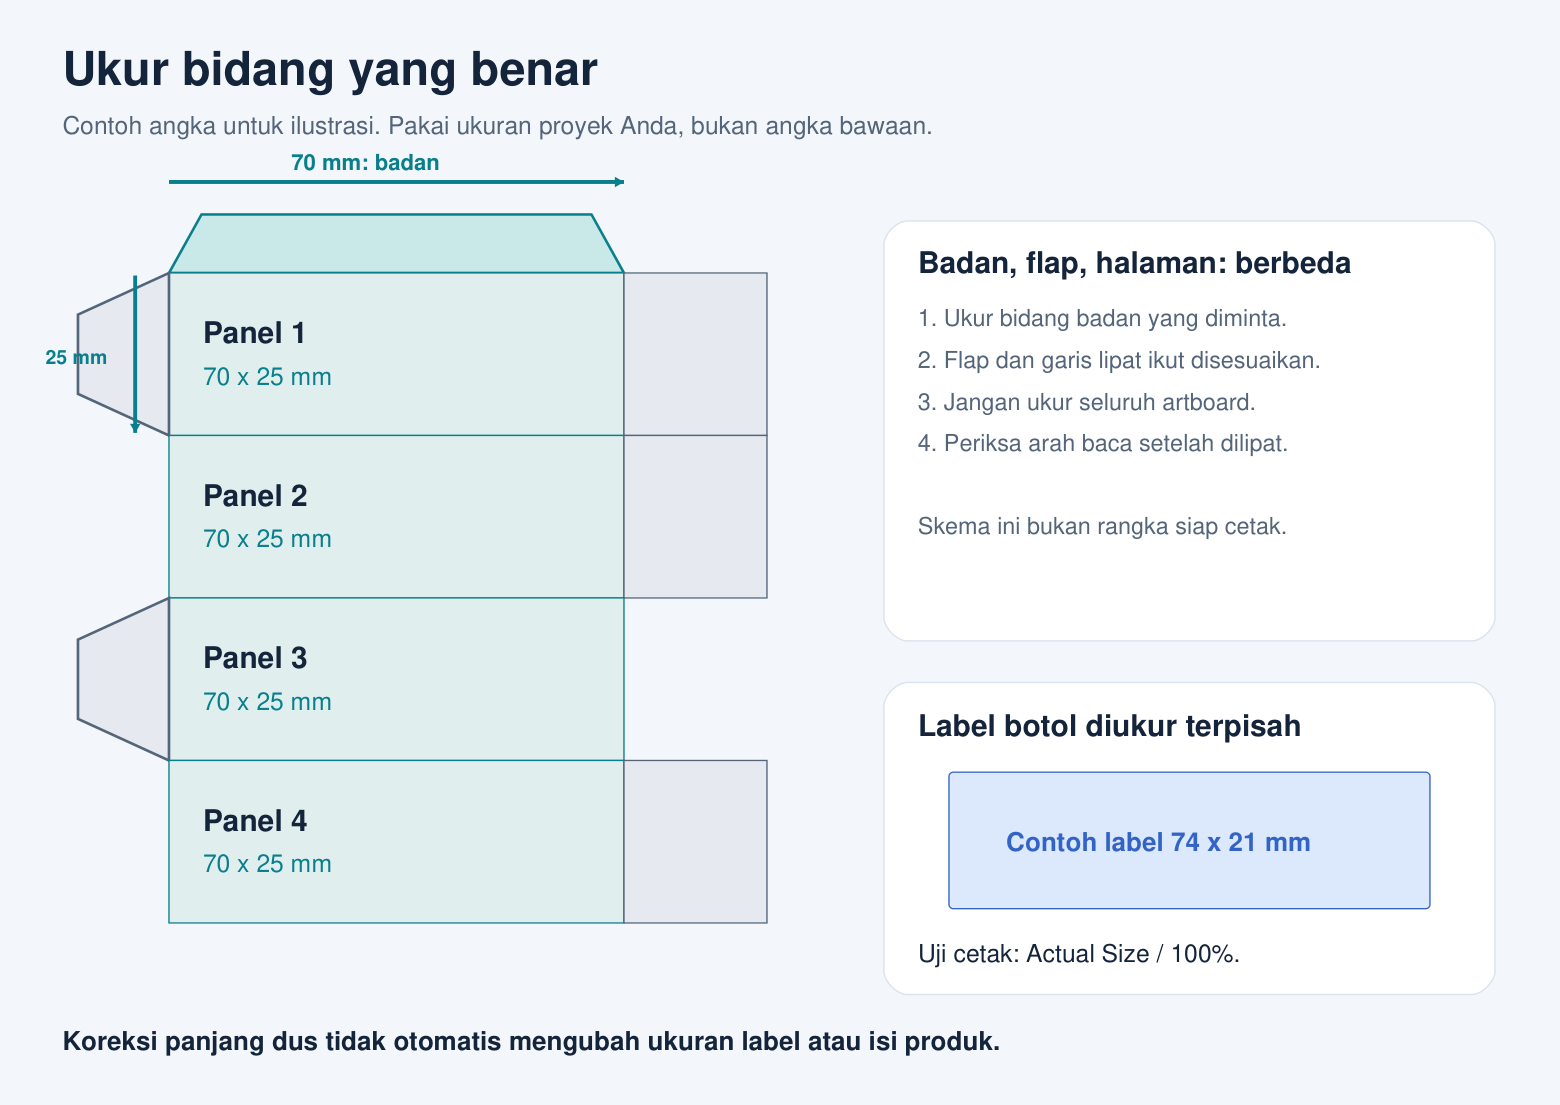 Ukur bidang yang benar
Contoh angka untuk ilustrasi. Pakai ukuran proyek Anda, bukan angka bawaan.
70 mm: badan
25 mm
Panel 1
70 x 25 mm
Panel 2
70 x 25 mm
Panel 3
70 x 25 mm
Panel 4
70 x 25 mm
Badan, flap, halaman: berbeda
1. Ukur bidang badan yang diminta.
2. Flap dan garis lipat ikut disesuaikan.
3. Jangan ukur seluruh artboard.
4. Periksa arah baca setelah dilipat.
Skema ini bukan rangka siap cetak.
Label botol diukur terpisah
Contoh label 74 x 21 mm
Uji cetak: Actual Size / 100%.
Koreksi panjang dus tidak otomatis mengubah ukuran label atau isi produk.